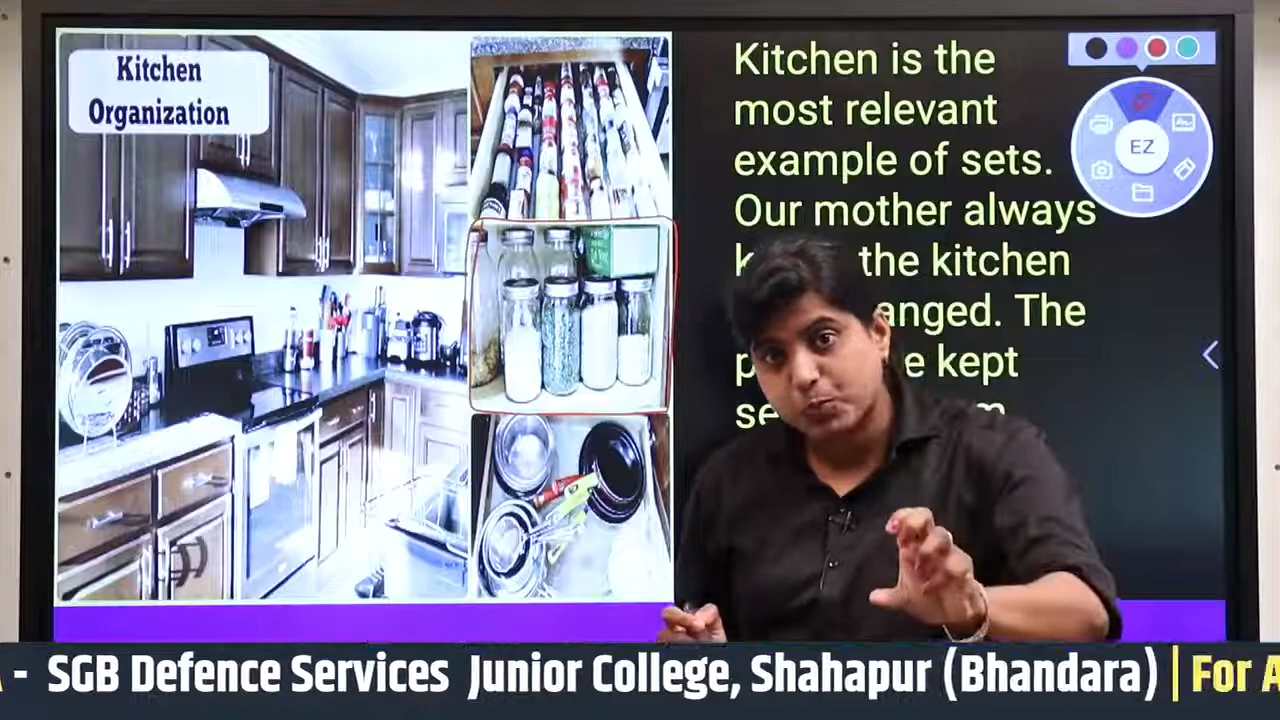 Kitchen
Organization
Kitchen is the
most relevant
example of sets.
Our mother always
the kitchen
The
kept
EZ
- SGB Defence Services Junior College, Shahapur (Bhandara) | For